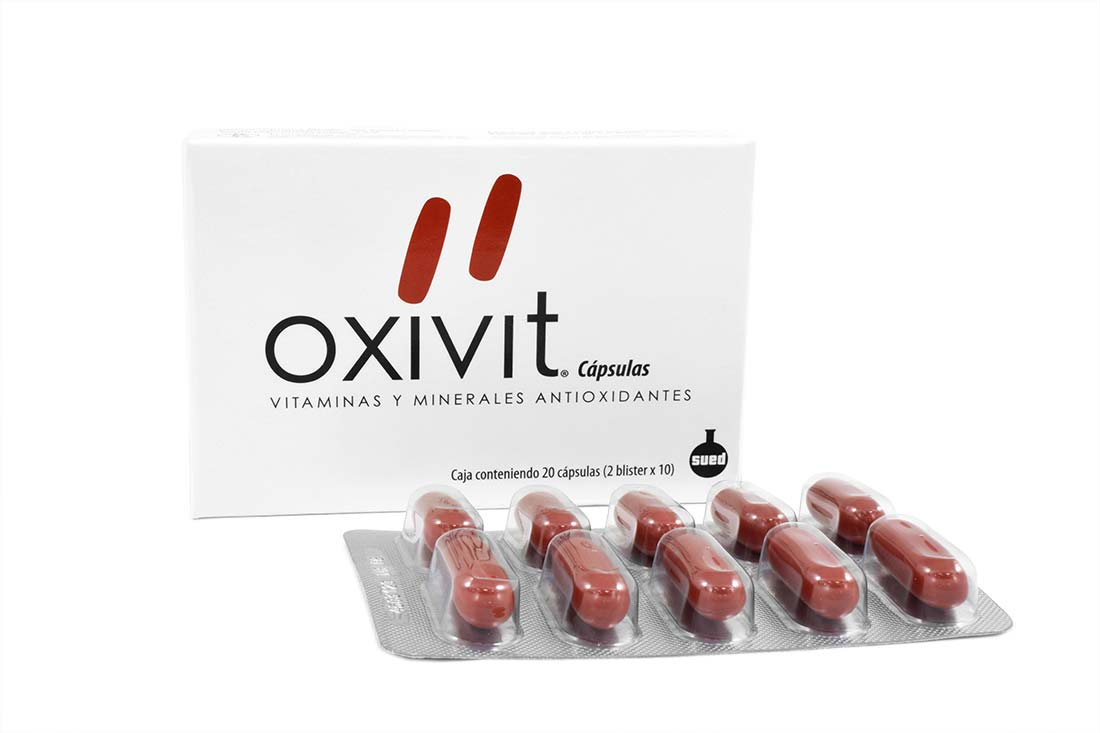 oxivit® Cápsulas
VITAMINAS Y MINERALES ANTIOXIDANTES
sued
Caja conteniendo 20 cápsulas (2 blister x 10)